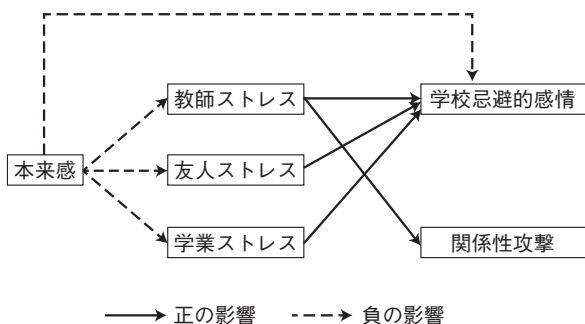 教師ストレス
学校忌避的感情
本来感
友人ストレス
学業ストレス
関係性攻撃
正の影響
負の影響